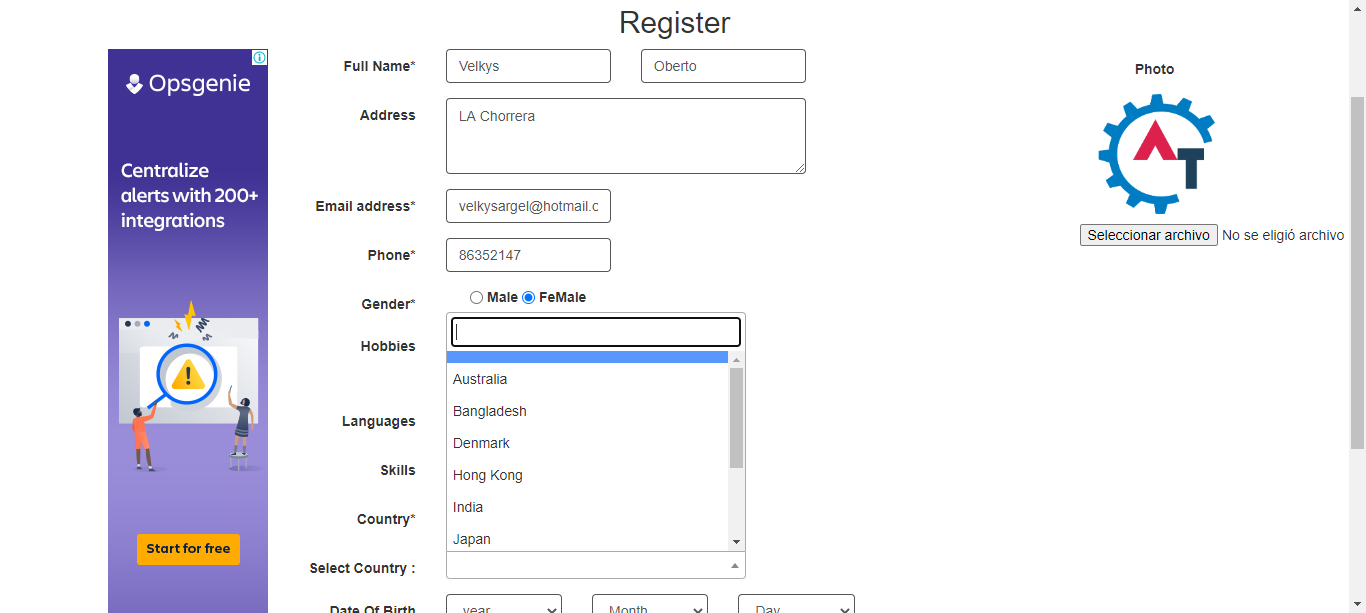 Register
Opsgenie
Centralize
alerts with 200+
integrations
Start for free
Full Name* Velkys Oberto
Address LA Chorrera
Email address* velkysargel@hotmail.c
Phone* 86352147
Gender* Male FeMale
Hobbies
Australia
Bangladesh
Languages
Denmark
Skills
Hong Kong
India
Country*
Japan
Select Country :
Date Of Birth year Month Day
Photo
AT
Seleccionar archivo No se eligió archivo